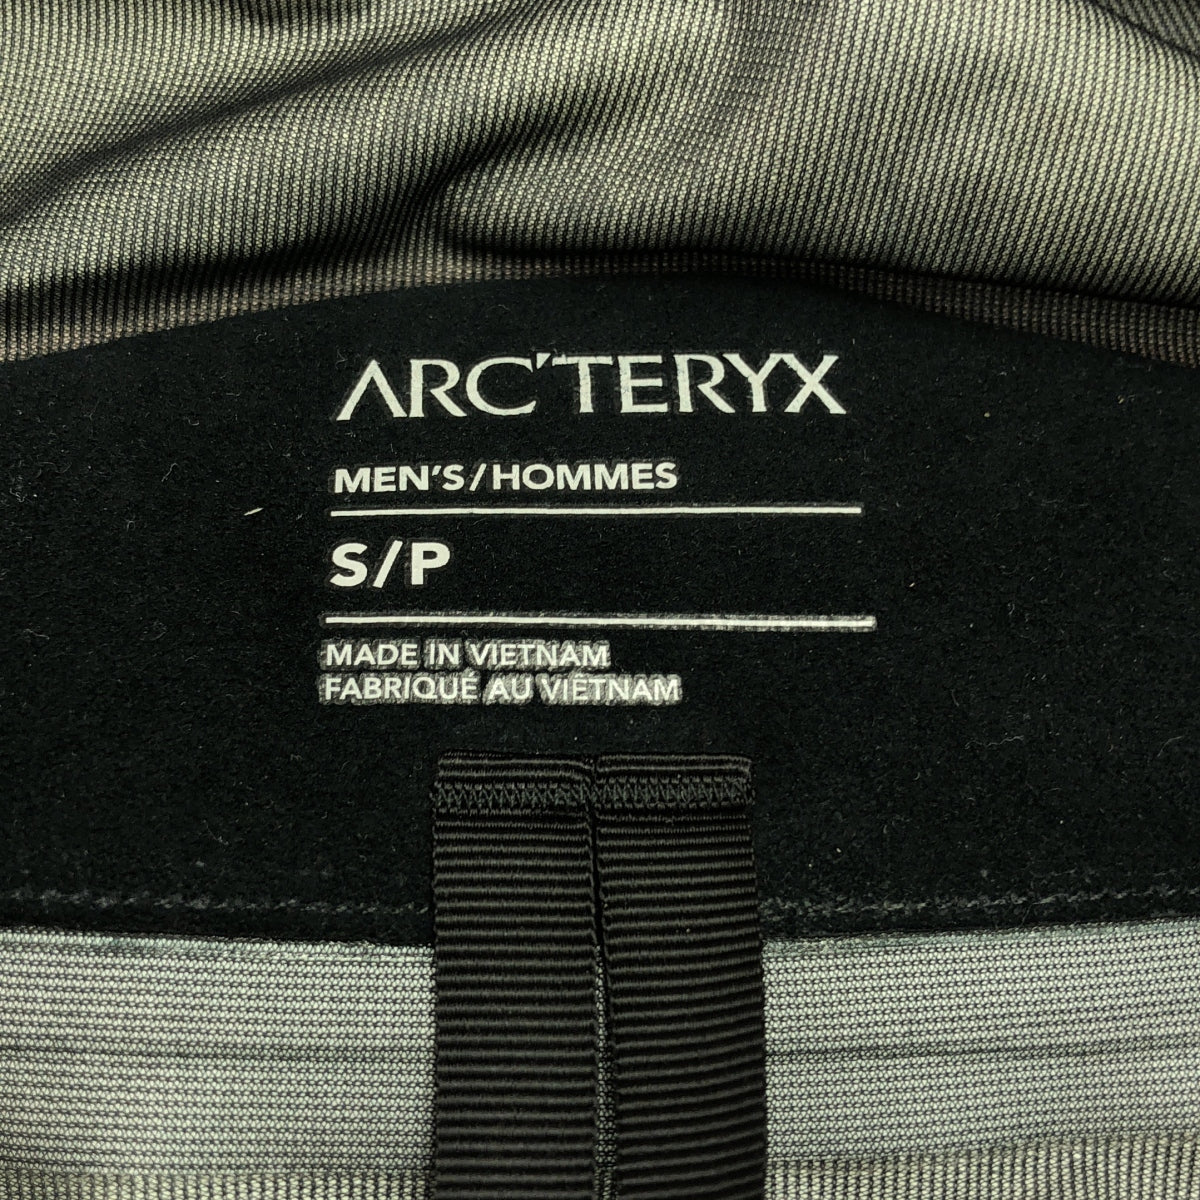 ARC'TERYX
MEN'S/HOMMES
S/P
MADE IN VIETNAM
FABRIQUÉ AU VIÊTNAM